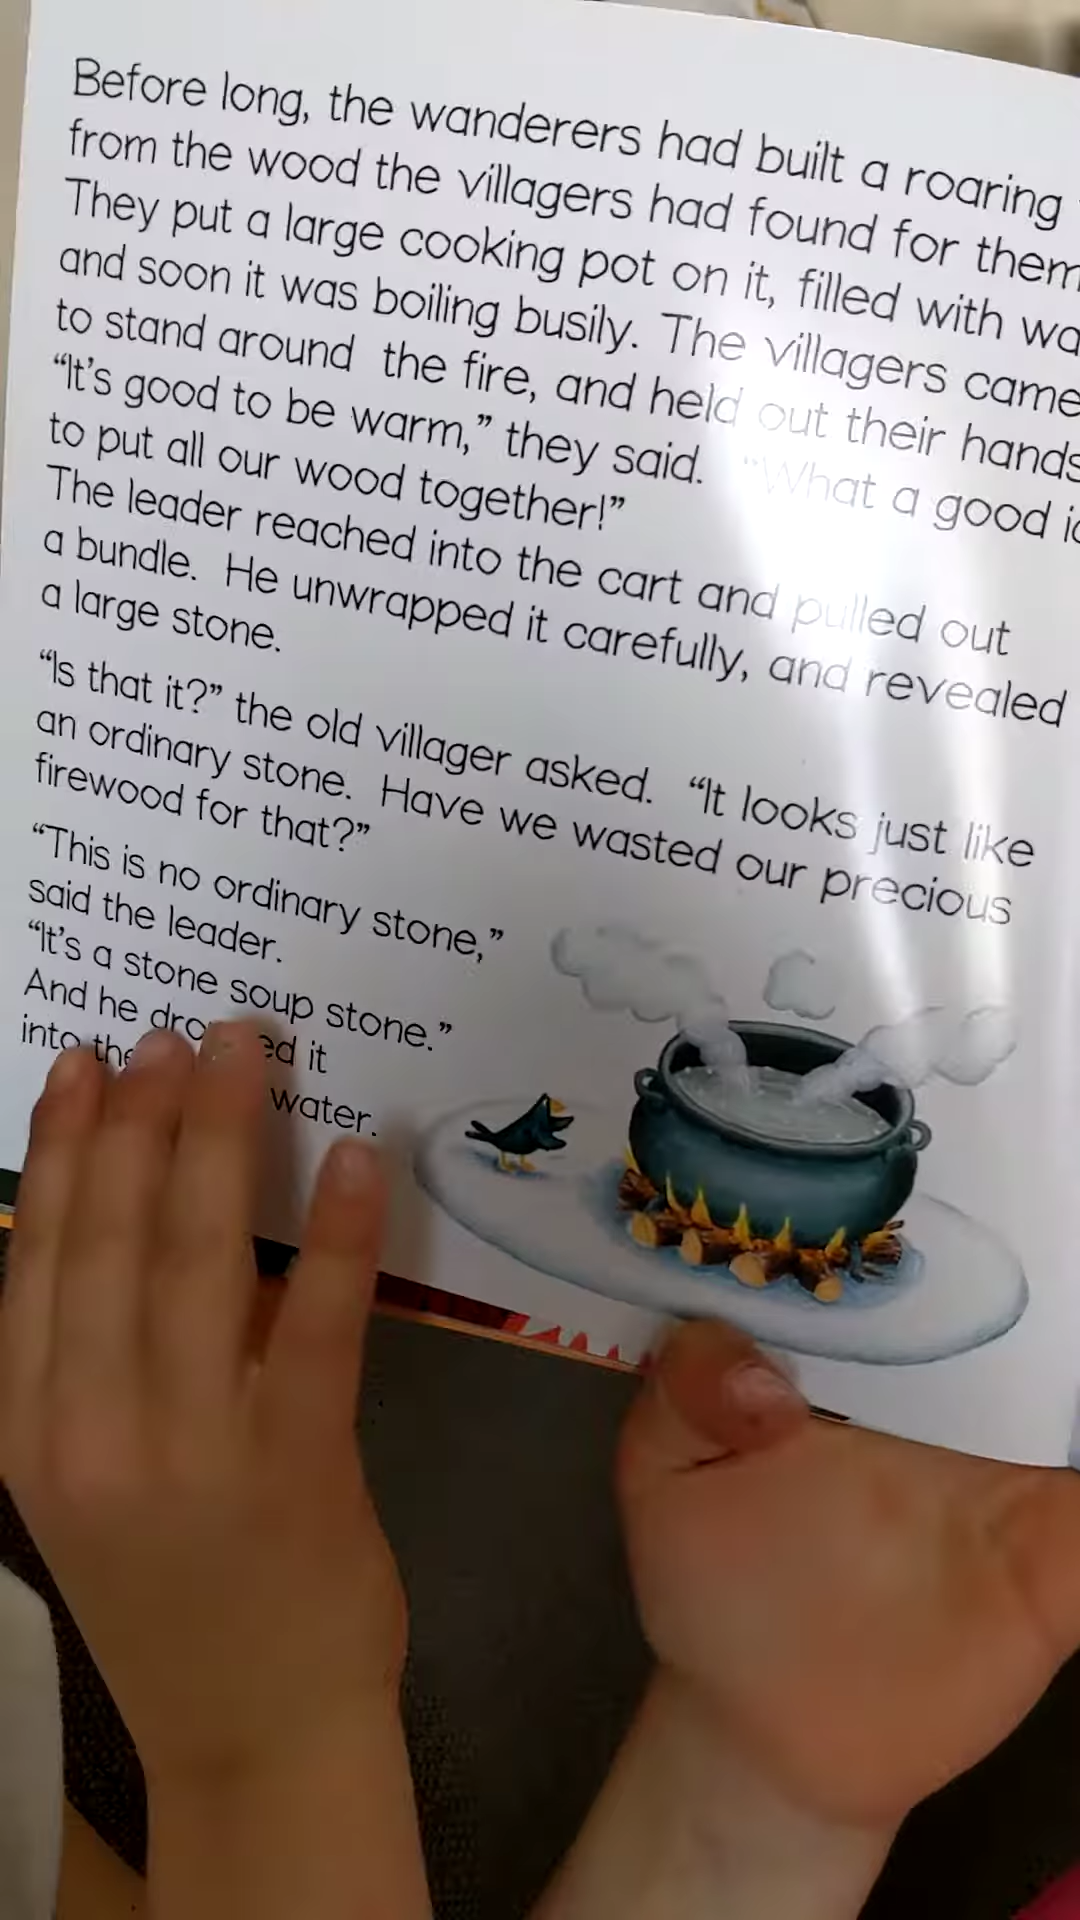 Before long, the wanderers had built a roaring
from the wood the villagers had found for them
They put a large cooking pot on it, filled with wa
and soon it was boiling busily. The villagers came
to stand around the fire, and held out their hands
“It’s good to be warm,” they said. “What a good id
to put all our wood together!”
The leader reached into the cart and pulled out
a bundle. He unwrapped it carefully, and revealed
a large stone.
“Is that it?” the old villager asked. “It looks just like
an ordinary stone. Have we wasted our precious
firewood for that?”
“This is no ordinary stone,”
said the leader.
“It’s a stone soup stone.”
And he dropped it
into the water.